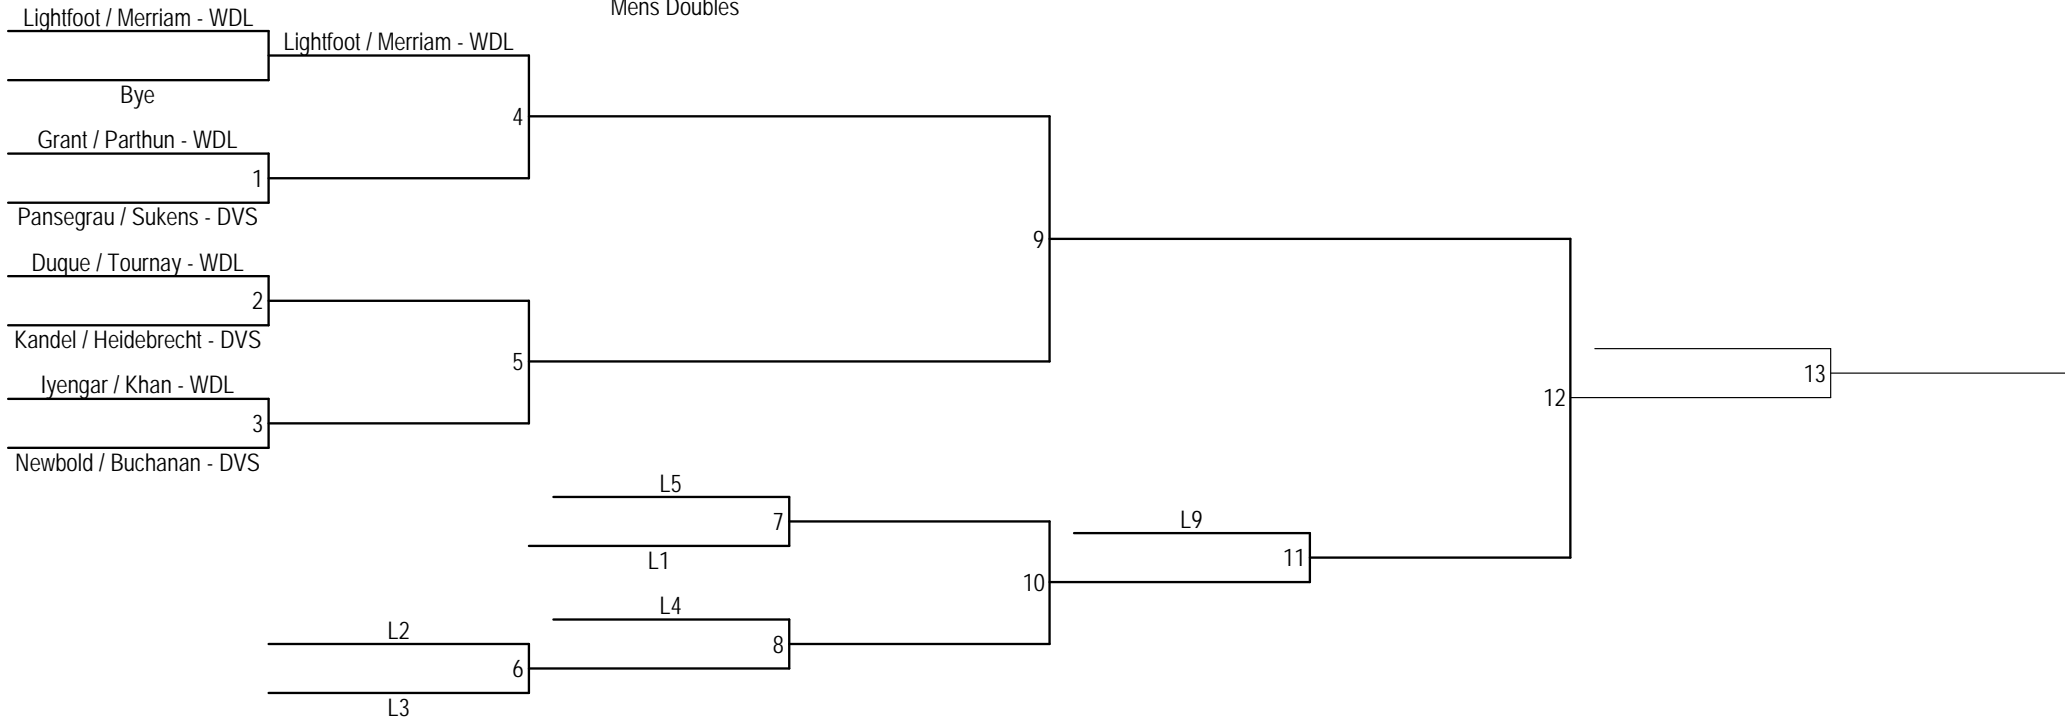 Mens Doubles
Lightfoot / Merriam - WDL
Lightfoot / Merriam - WDL
Bye
4
Grant / Parthun - WDL
1
Pansegrau / Sukens - DVS
9
Duque / Tournay - WDL
2
Kandel / Heidebrecht - DVS
5
13
Iyengar / Khan - WDL
12
3
Newbold / Buchanan - DVS
L5
7
L9
L1
11
10
L4
L2
8
6
L3